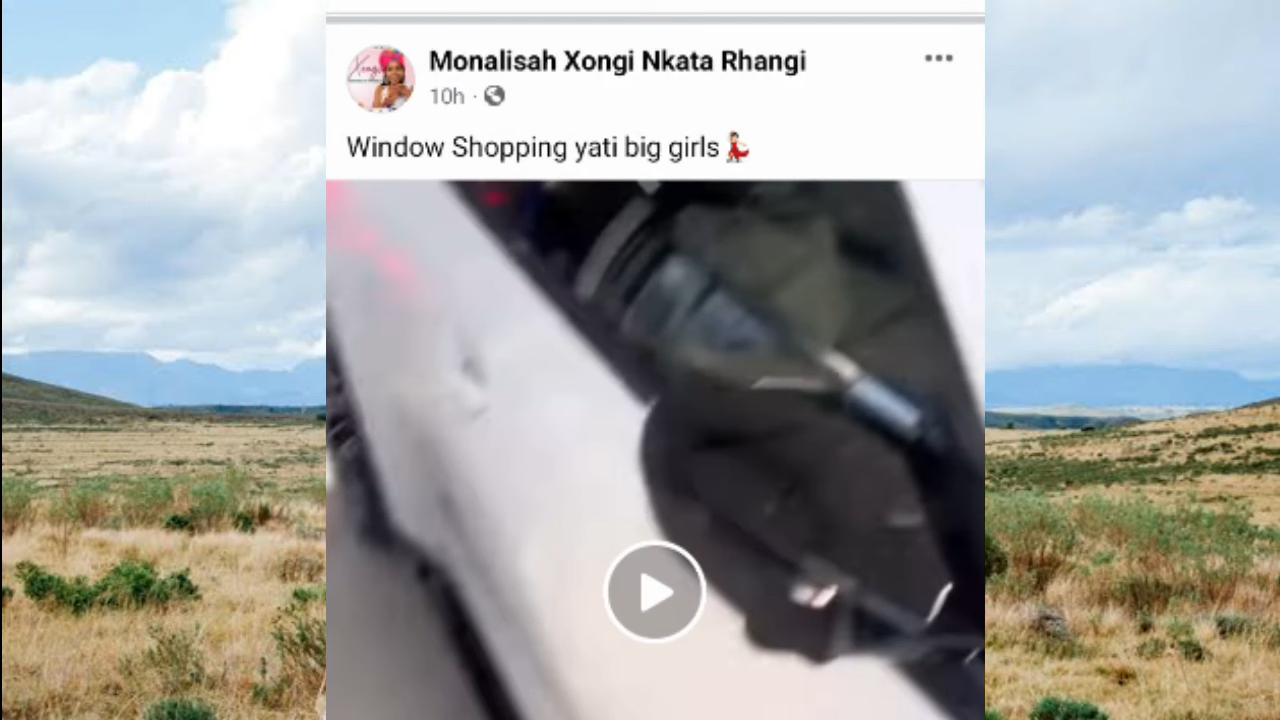 Monalisah Xongi Nkata Rhangi
10h ·
Window Shopping yati big girls💃